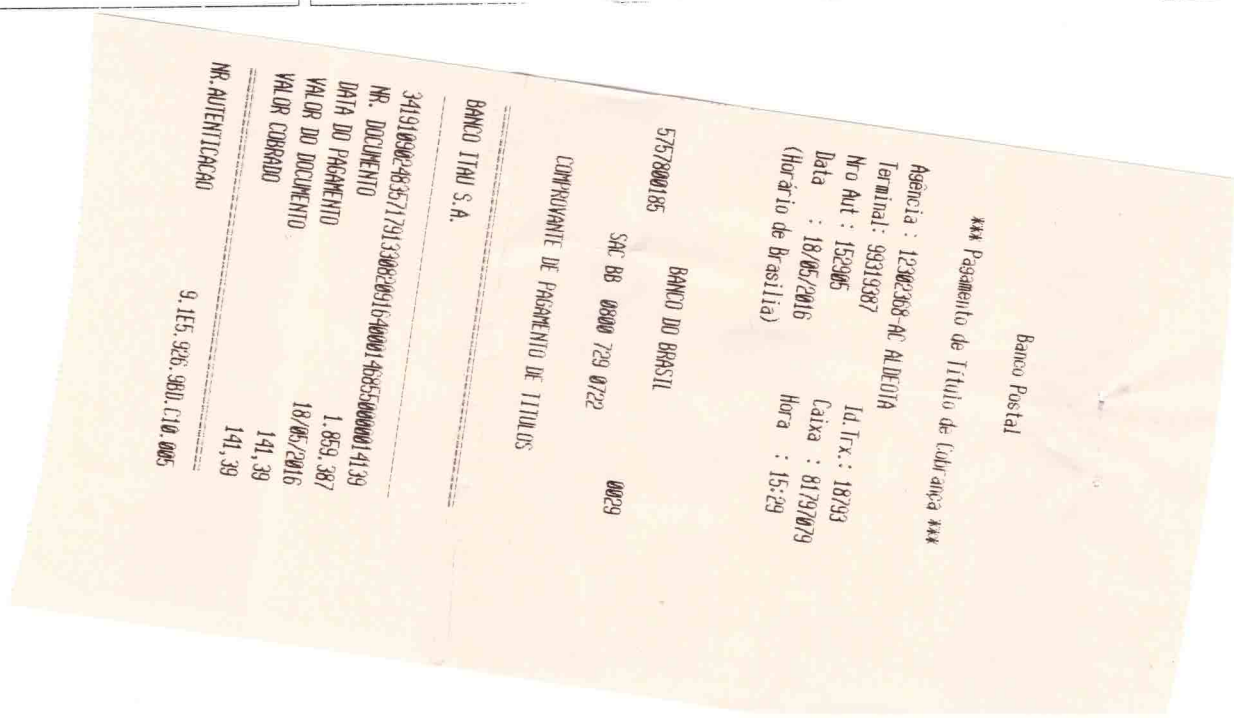 Banco Postal
*** Pagamento de Título de Cobrança ***
Agência : 12302368-AC ALDEOTA
Terminal: 99319387 Id.Trx.: 18793
Nro Aut : 152905 Caixa : 81797079
Data : 18/05/2016 Hora : 15:29
(Horário de Brasília)
BANCO DO BRASIL
5757800185 0029
SAC BB 0800 729 0722
COMPROVANTE DE PAGAMENTO DE TITULOS
BANCO ITAU S.A.
34191090248357179133082091640001468550000014139
NR. DOCUMENTO 1.859.387
DATA DO PAGAMENTO 18/05/2016
VALOR DO DOCUMENTO 141,39
VALOR COBRADO 141,39
NR.AUTENTICACAO 9.1E5.926.9BD.C10.005